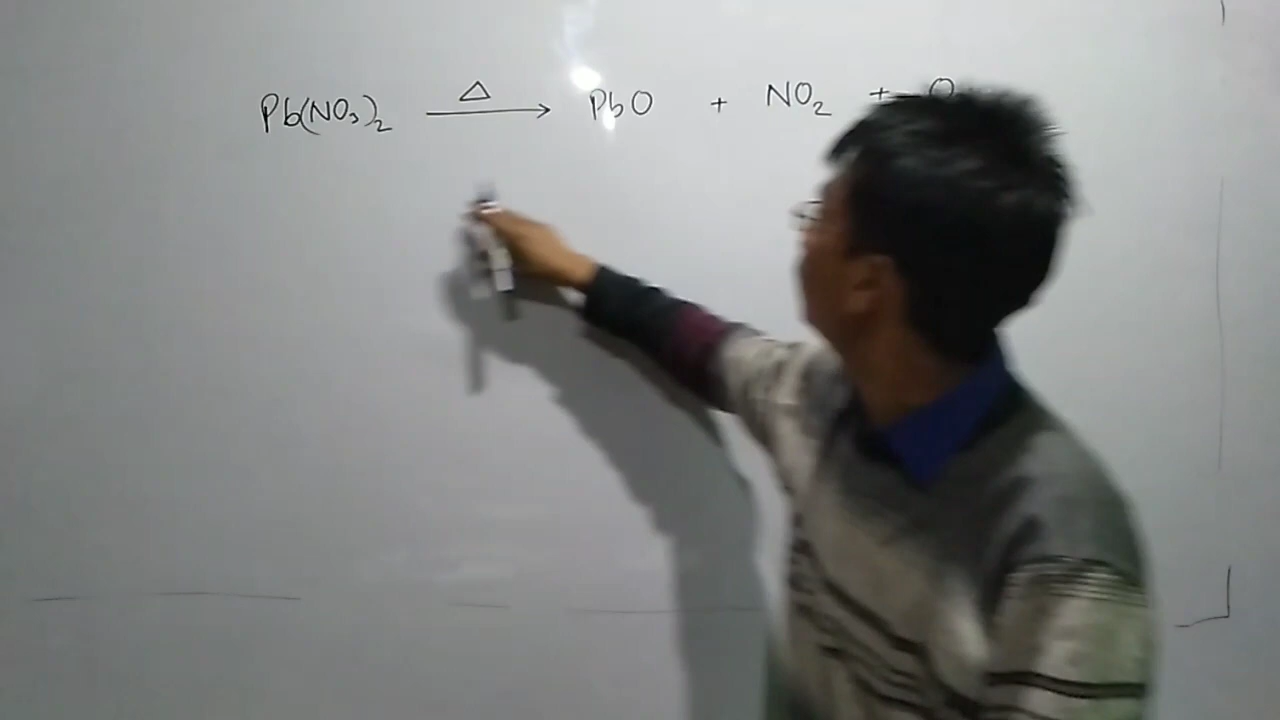 Pb(NO₃)₂ —△→ PbO + NO₂ + O